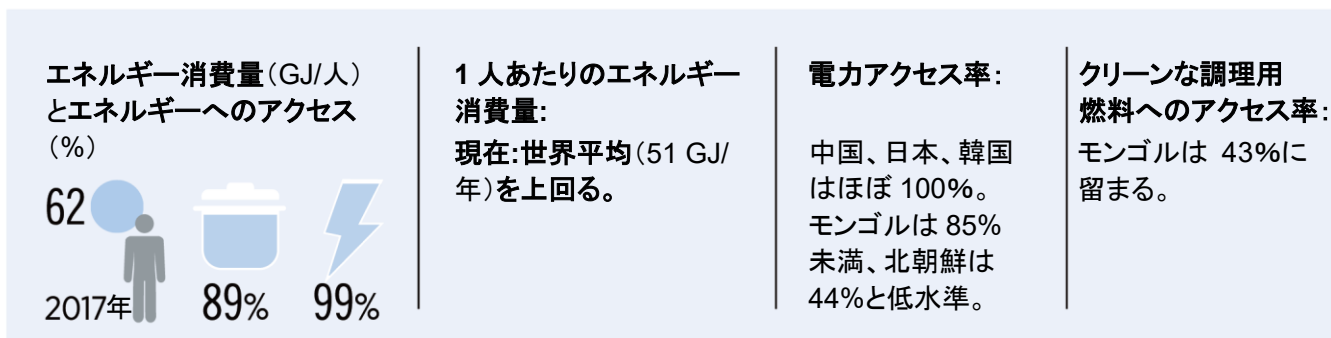 エネルギー消費量（GJ/人）
とエネルギーへのアクセス
（%）
62
2017年
89%
99%
1 人あたりのエネルギー
消費量:
現在:世界平均（51 GJ/
年）を上回る。
電力アクセス率:
中国、日本、韓国
はほぼ 100%。
モンゴルは 85%
未満、北朝鮮は
44%と低水準。
クリーンな調理用
燃料へのアクセス率:
モンゴルは 43%に
留まる。